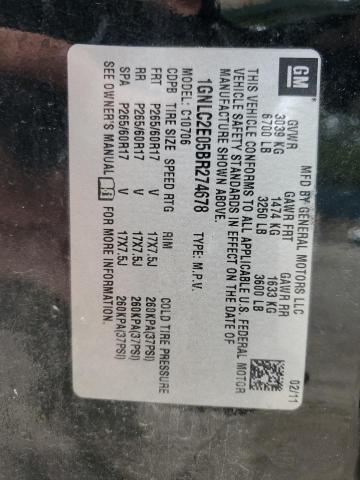 GM
MFD BY GENERAL MOTORS LLC
02/11
GVWR GAWR FRT GAWR RR
3039 KG 1474 KG 1633 KG
6700 LB 3250 LB 3600 LB
THIS VEHICLE CONFORMS TO ALL APPLICABLE U.S. FEDERAL MOTOR
VEHICLE SAFETY STANDARDS IN EFFECT ON THE DATE OF
MANUFACTURE SHOWN ABOVE.
1GNLC2E05BR274678 TYPE: M.P.V.
MODEL: C10706
CDPB TIRE SIZE SPEED RTG RIM COLD TIRE PRESSURE
FRT P265/60R17 V 17X7.5J 260KPA(37PSI)
RR P265/60R17 V 17X7.5J 260KPA(37PSI)
SPA P265/60R17 V 17X7.5J 260KPA(37PSI)
SEE OWNER'S MANUAL FOR MORE INFORMATION.